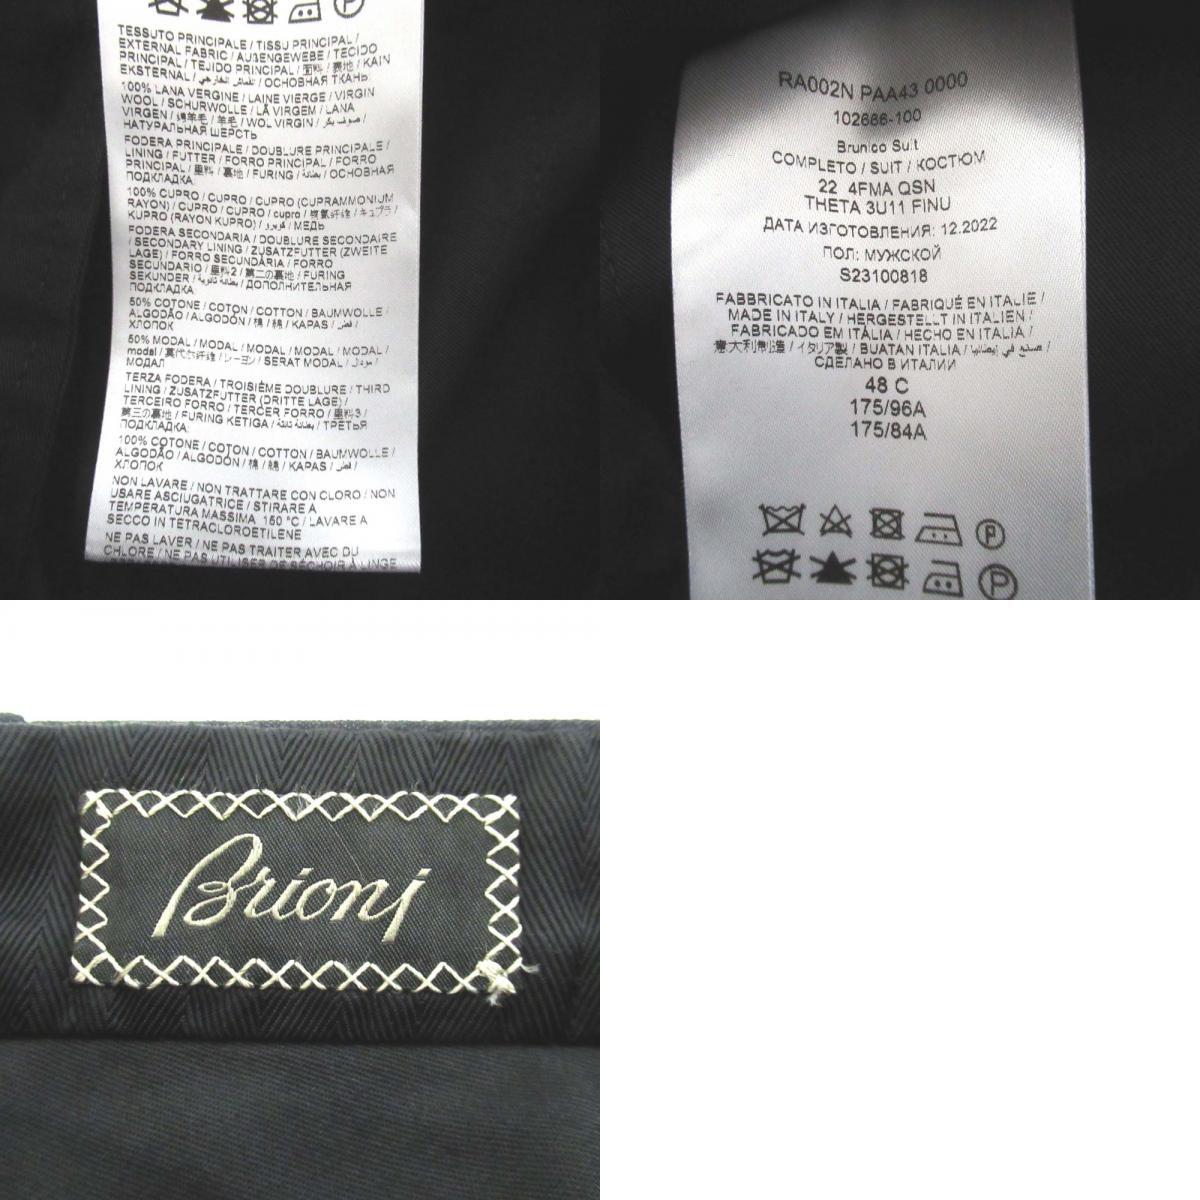 TESSUTO PRINCIPALE / TISSU PRINCIPAL /
EXTERNAL FABRIC / AUßENGEWEBE / TECIDO
PRINCIPAL / TEJIDO PRINCIPAL / 面料 / 裏地 / KAIN
EKSTERNAL / القماش الخارجي / ОСНОВНАЯ ТКАНЬ:
100% LANA VERGINE / LAINE VIERGE / VIRGIN
WOOL / SCHURWOLLE / LÃ VIRGEM / LANA
VIRGEN / 绵羊毛 / 羊毛 / WOL VIRGIN / صوف بكر /
НАТУРАЛЬНАЯ ШЕРСТЬ
FODERA PRINCIPALE / DOUBLURE PRINCIPALE /
LINING / FUTTER / FORRO PRINCIPAL / FORRO
PRINCIPAL / 里料 / 裏地 / FURING / بطانة / ОСНОВНАЯ
ПОДКЛАДКА:
100% CUPRO / CUPRO / CUPRO (CUPRAMMONIUM
RAYON) / CUPRO / CUPRO / cupro / キュプラ /
KUPRO (RAYON KUPRO) / كوبرو / МЕДЬ
FODERA SECONDARIA / DOUBLURE SECONDAIRE
/ SECONDARY LINING / ZUSATZFUTTER (ZWEITE
LAGE) / FORRO SECUNDÁRIA / FORRO
SECUNDARIO / 里料2 / 第二の裏地 / FURING
SEKUNDER / بطانة ثانوية / ДОПОЛНИТЕЛЬНАЯ
ПОДКЛАДКА:
50% COTONE / COTON / COTTON / BAUMWOLLE /
ALGODÃO / ALGODÓN / 棉 / 綿 / KAPAS / قطن /
ХЛОПОК
50% MODAL / MODAL / MODAL / MODAL / MODAL /
modal / 莫代尔纤维 / レーヨン / SERAT MODAL / مودال /
МОДАЛ
TERZA FODERA / TROISIÈME DOUBLURE / THIRD
LINING / ZUSATZFUTTER (DRITTE LAGE) /
TERCEIRO FORRO / TERCER FORRO / 里料3 /
第三の裏地 / FURING KETIGA / بطانة ثالثة / ТРЕТЬЯ
ПОДКЛАДКА:
100% COTONE / COTON / COTTON / BAUMWOLLE /
ALGODÃO / ALGODÓN / 棉 / 綿 / KAPAS / قطن /
ХЛОПОК
NON LAVARE / NON TRATTARE CON CLORO / NON
USARE ASCIUGATRICE / STIRARE A
TEMPERATURA MASSIMA 150 °C / LAVARE A
SECCO IN TETRACLOROETILENE
NE PAS LAVER / NE PAS TRAITER AVEC DU
CHLORE / NE PAS UTILISER DE SÉCHOIR À LINGE
RA002N PAA43 0000
102666-100
Brunico Suit
COMPLETO / SUIT / КОСТЮМ
22 4FMA QSN
THETA 3U11 FINU
ДАТА ИЗГОТОВЛЕНИЯ: 12.2022
ПОЛ: МУЖСКОЙ
S23100818
FABBRICATO IN ITALIA / FABRIQUÉ EN ITALIE /
MADE IN ITALY / HERGESTELLT IN ITALIEN /
FABRICADO EM ITÁLIA / HECHO EN ITALIA /
意大利制造 / イタリア製 / BUATAN ITALIA / صنع في إيطاليا /
СДЕЛАНО В ИТАЛИИ
48 C
175/96A
175/84A
P
P
Brioni